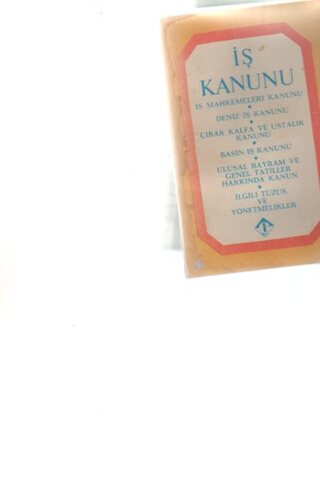 İŞ
KANUNU
İŞ MAHKEMELERİ KANUNU
DENİZ İŞ KANUNU
ÇIRAK KALFA VE USTALIK
KANUNU
BASIN İŞ KANUNU
ULUSAL BAYRAM VE
GENEL TATİLLER
HAKKINDA KANUN
İLGİLİ TÜZÜK
VE
YÖNETMELİKLER